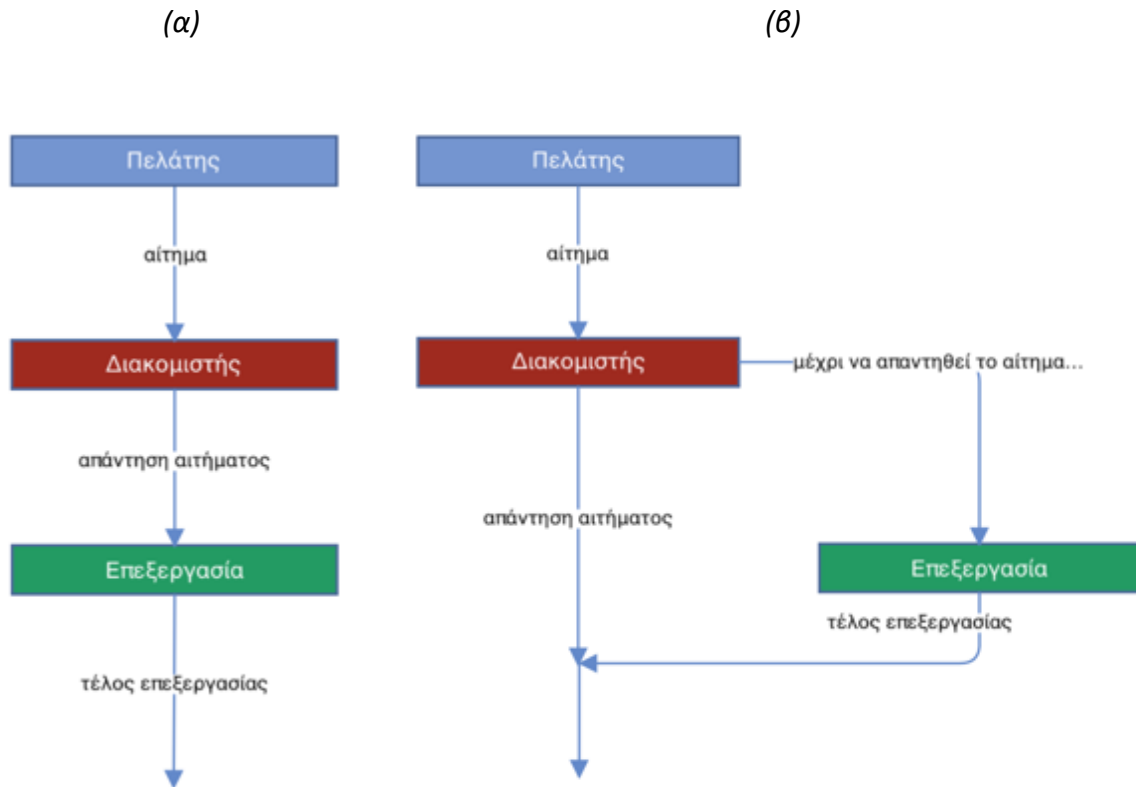 (α)
(β)
Πελάτης
Πελάτης
αίτημα
αίτημα
Διακομιστής
Διακομιστής
μέχρι να απαντηθεί το αίτημα...
απάντηση αιτήματος
απάντηση αιτήματος
Επεξεργασία
Επεξεργασία
τέλος επεξεργασίας
τέλος επεξεργασίας